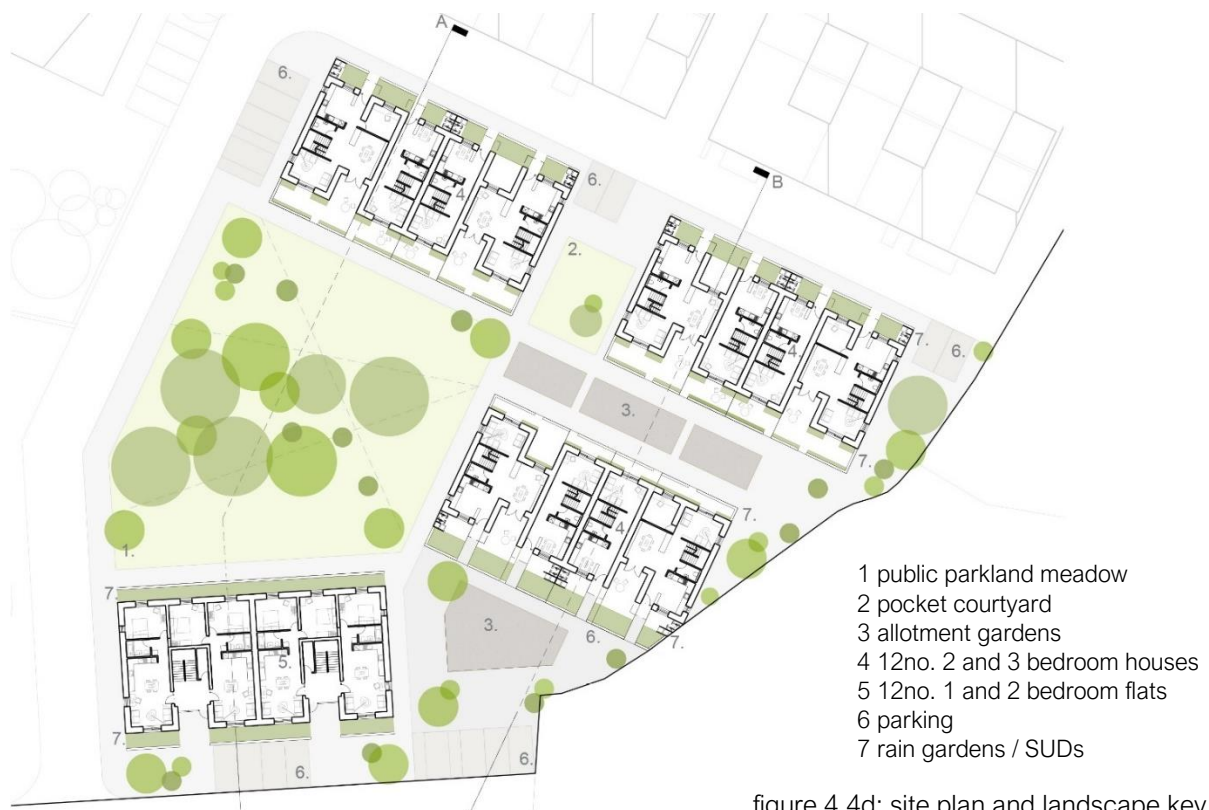 A
6.
6.
B
4
2.
7.
6.
4.
3.
7.
4
7.
1.
7.
3.
6.
7.
5.
7.
6.
6.
1 public parkland meadow
2 pocket courtyard
3 allotment gardens
4 12no. 2 and 3 bedroom houses
5 12no. 1 and 2 bedroom flats
6 parking
7 rain gardens / SUDs
figure 4.4d: site plan and landscape key